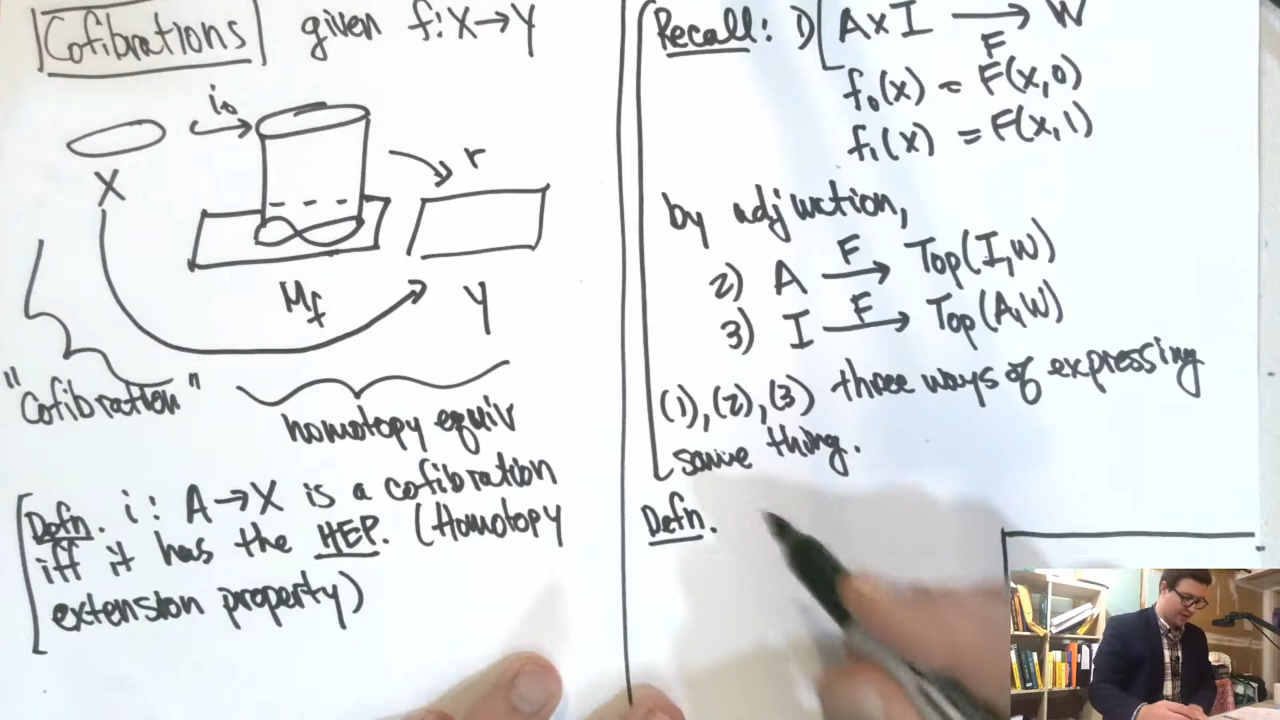 Cofibrations given f: X → Y
i₀
r
X
M_f
Y
"Cofibration"
homotopy equiv
Defn. i: A → X is a cofibration
iff it has the HEP. (Homotopy
extension property)
Recall: 1) A × I → W
F
f₀(x) = F(x,0)
f₁(x) = F(x,1)
by adjunction,
2) A F→ Top(I,W)
3) I F→ Top(A,W)
(1), (2), (3) three ways of expressing
same thing.
Defn.